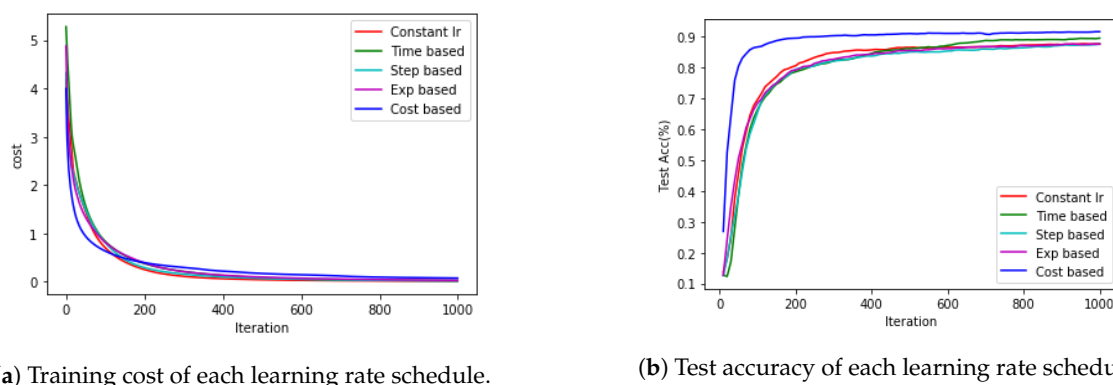 Constant lr
Time based
Step based
Exp based
Cost based
cost
5
4
3
2
1
0
0 200 400 600 800 1000
Iteration
(a) Training cost of each learning rate schedule.
Test Acc(%)
0.9
0.8
0.7
0.6
0.5
0.4
0.3
0.2
0.1
Constant lr
Time based
Step based
Exp based
Cost based
0 200 400 600 800 1000
Iteration
(b) Test accuracy of each learning rate